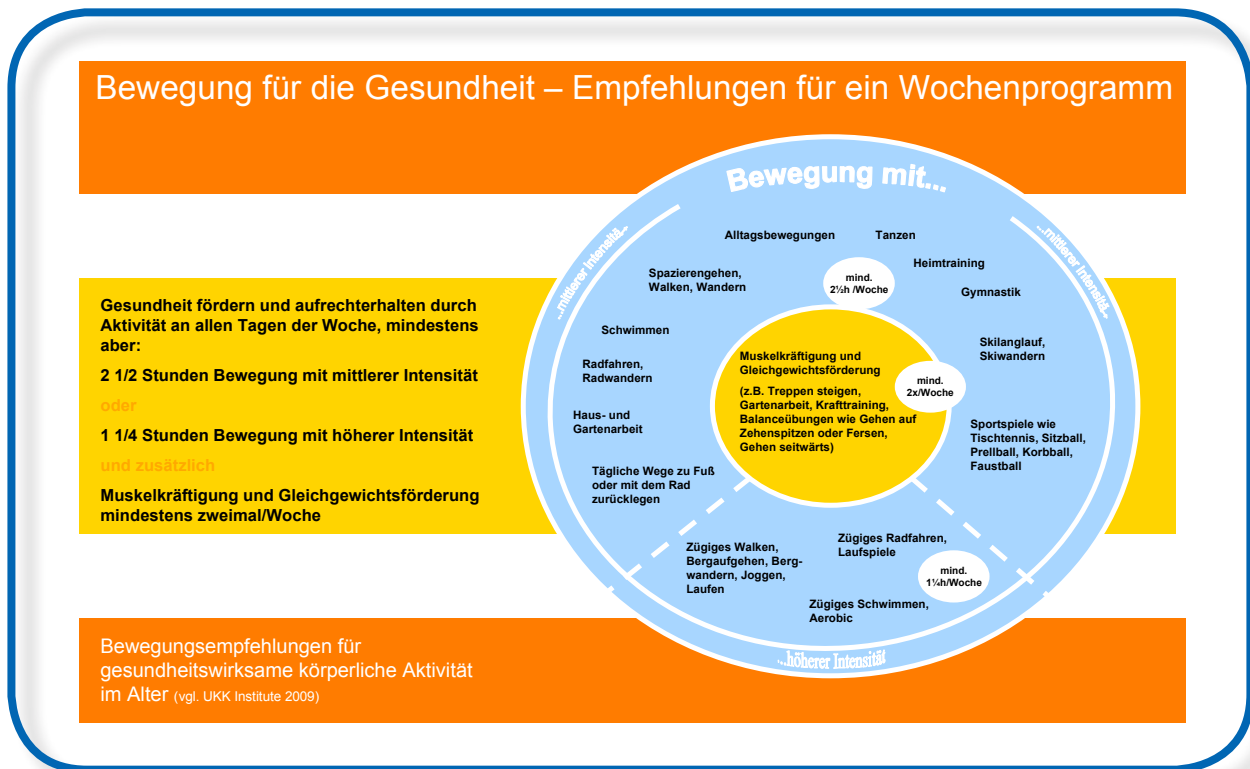 Bewegung für die Gesundheit – Empfehlungen für ein Wochenprogramm
Gesundheit fördern und aufrechterhalten durch
Aktivität an allen Tagen der Woche, mindestens
aber:
2 1/2 Stunden Bewegung mit mittlerer Intensität
oder
1 1/4 Stunden Bewegung mit höherer Intensität
und zusätzlich
Muskelkräftigung und Gleichgewichtsförderung
mindestens zweimal/Woche
Bewegung mit...
...mittlerer Intensitä...
...mittlerer Intensitä...
Alltagsbewegungen
Tanzen
Spazierengehen,
Walken, Wandern
mind.
2½h /Woche
Heimtraining
Gymnastik
Schwimmen
Skilanglauf,
Skiwandern
Radfahren,
Radwandern
Muskelkräftigung und
Gleichgewichtsförderung
(z.B. Treppen steigen,
Gartenarbeit, Krafttraining,
Balanceübungen wie Gehen auf
Zehenspitzen oder Fersen,
Gehen seitwärts)
mind.
2x/Woche
Haus- und
Gartenarbeit
Sportspiele wie
Tischtennis, Sitzball,
Prellball, Korbball,
Faustball
Tägliche Wege zu Fuß
oder mit dem Rad
zurücklegen
Zügiges Walken,
Bergaufgehen, Berg-
wandern, Joggen,
Laufen
Zügiges Radfahren,
Laufspiele
mind.
1¼h/Woche
Zügiges Schwimmen,
Aerobic
...höherer Intensität
Bewegungsempfehlungen für
gesundheitswirksame körperliche Aktivität
im Alter (vgl. UKK Institute 2009)